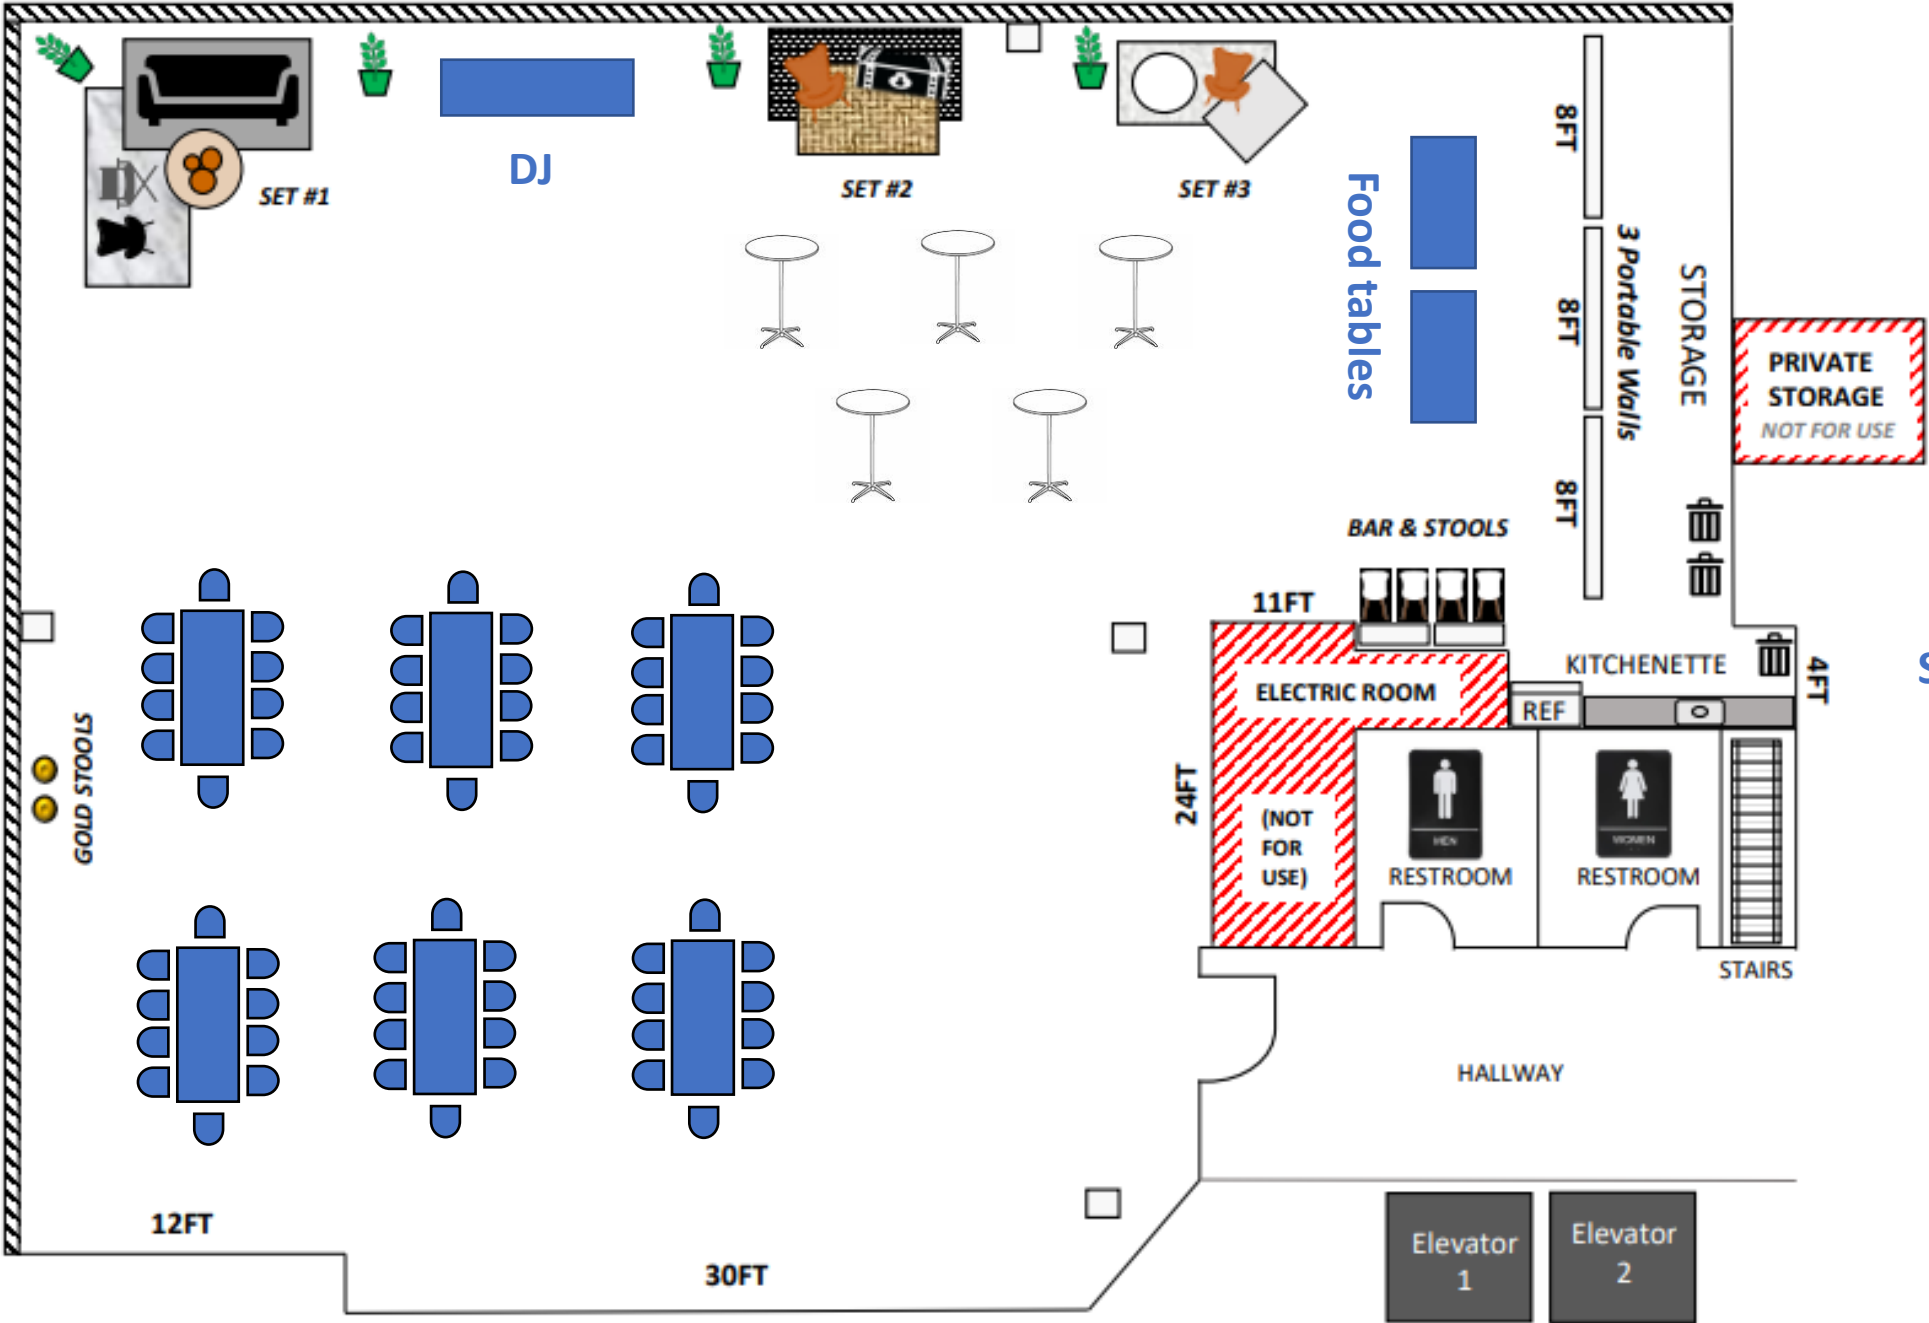 DJ
SET #1
SET #2
SET #3
Food tables
8FT
8FT
8FT
3 Portable Walls
STORAGE
PRIVATE
STORAGE
NOT FOR USE
BAR & STOOLS
11FT
KITCHENETTE
4FT
ELECTRIC ROOM
REF
GOLD STOOLS
24FT
(NOT
FOR
USE)
MEN
RESTROOM
WOMEN
RESTROOM
STAIRS
HALLWAY
12FT
30FT
Elevator
1
Elevator
2